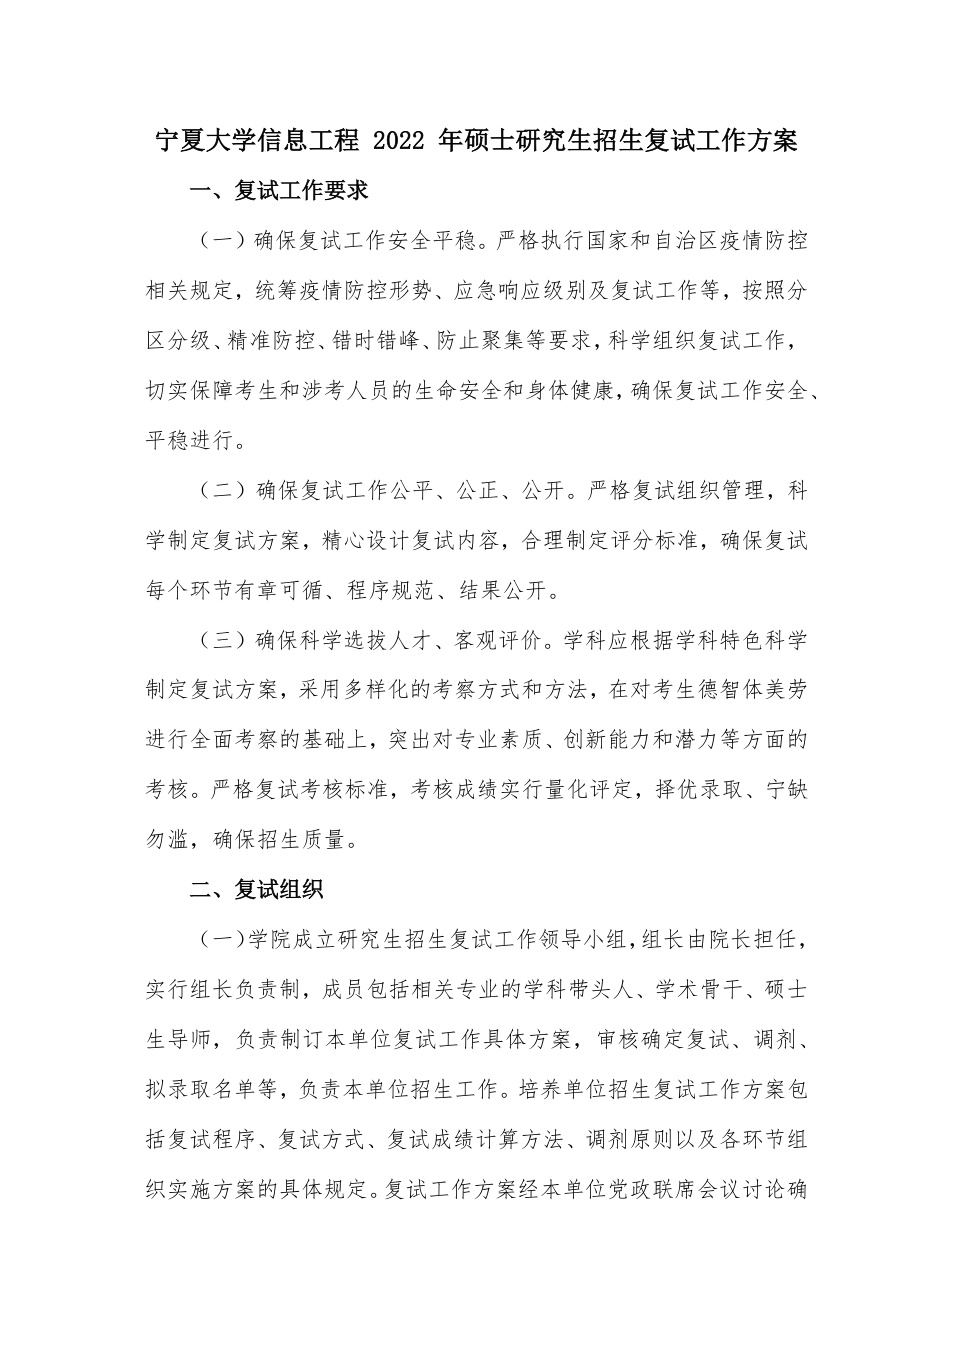 宁夏大学信息工程 2022 年硕士研究生招生复试工作方案
一、复试工作要求
（一）确保复试工作安全平稳。严格执行国家和自治区疫情防控
相关规定，统筹疫情防控形势、应急响应级别及复试工作等，按照分
区分级、精准防控、错时错峰、防止聚集等要求，科学组织复试工作，
切实保障考生和涉考人员的生命安全和身体健康，确保复试工作安全、
平稳进行。
（二）确保复试工作公平、公正、公开。严格复试组织管理，科
学制定复试方案，精心设计复试内容，合理制定评分标准，确保复试
每个环节有章可循、程序规范、结果公开。
（三）确保科学选拔人才、客观评价。学科应根据学科特色科学
制定复试方案，采用多样化的考察方式和方法，在对考生德智体美劳
进行全面考察的基础上，突出对专业素质、创新能力和潜力等方面的
考核。严格复试考核标准，考核成绩实行量化评定，择优录取、宁缺
勿滥，确保招生质量。
二、复试组织
（一）学院成立研究生招生复试工作领导小组，组长由院长担任，
实行组长负责制，成员包括相关专业的学科带头人、学术骨干、硕士
生导师，负责制订本单位复试工作具体方案，审核确定复试、调剂、
拟录取名单等，负责本单位招生工作。培养单位招生复试工作方案包
括复试程序、复试方式、复试成绩计算方法、调剂原则以及各环节组
织实施方案的具体规定。复试工作方案经本单位党政联席会议讨论确